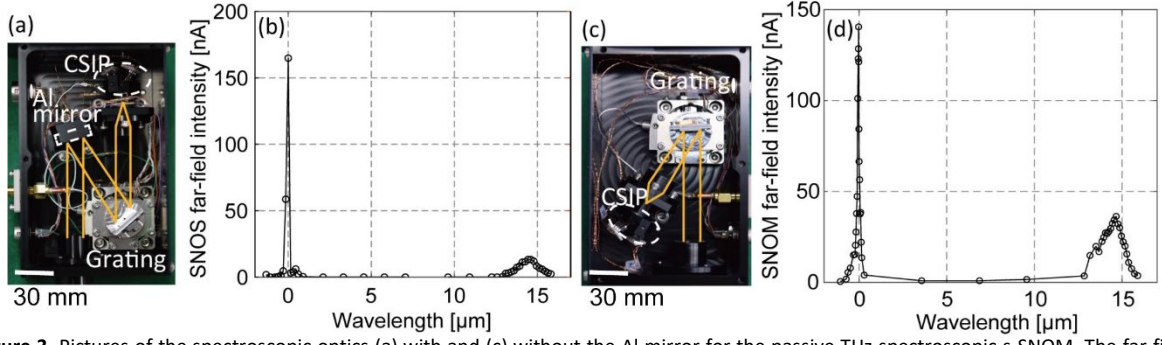 (a)
CSIP
Al
mirror
Grating
30 mm
(b)
SNOS far-field intensity [nA]
200
150
100
50
0
0 5 10 15
Wavelength [µm]
(c)
Grating
CSIP
30 mm
(d)
SNOM far-field intensity [nA]
150
100
50
0
0 5 10 15
Wavelength [µm]
Pictures of the spectroscopic optics (a) with and (c) without the Al mirror for the passive THz spectroscopic s-SNOM. The far-fi